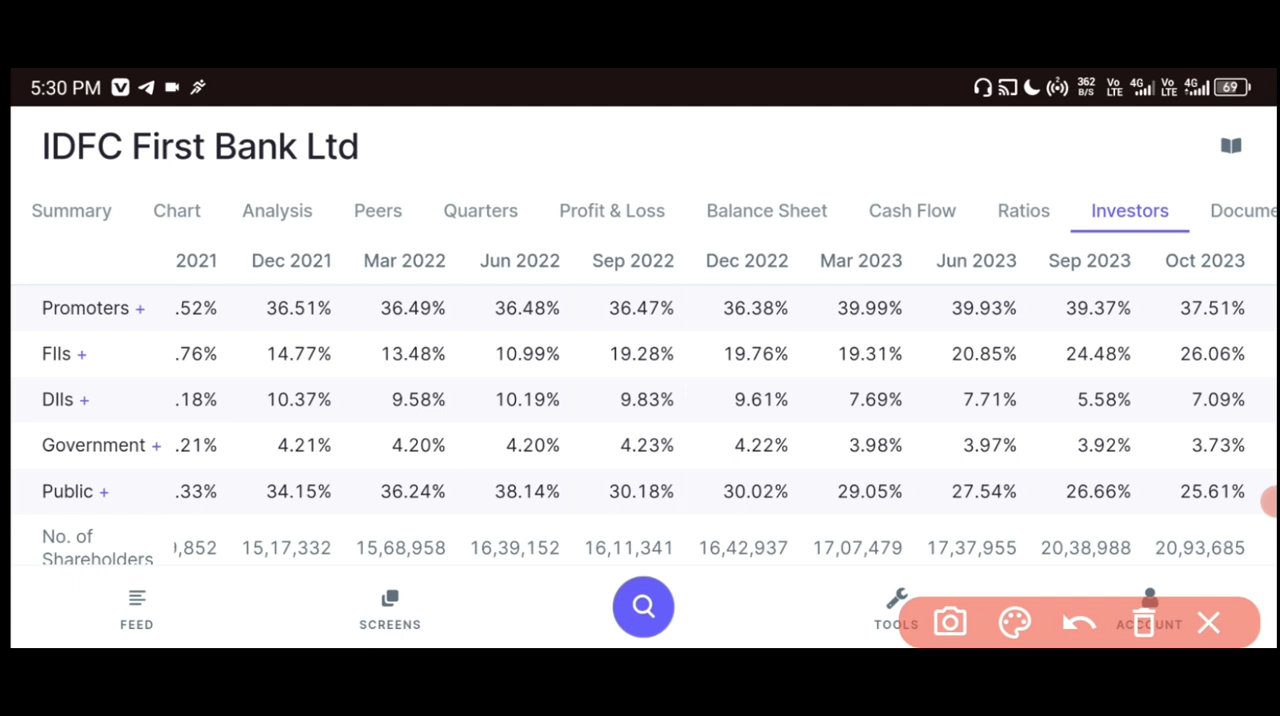 5:30 PM 362 B/S Vo LTE 4G Vo LTE 4G 69
IDFC First Bank Ltd
Summary Chart Analysis Peers Quarters Profit & Loss Balance Sheet Cash Flow Ratios Investors Docume
2021 Dec 2021 Mar 2022 Jun 2022 Sep 2022 Dec 2022 Mar 2023 Jun 2023 Sep 2023 Oct 2023
Promoters + .52% 36.51% 36.49% 36.48% 36.47% 36.38% 39.99% 39.93% 39.37% 37.51%
FIIs + .76% 14.77% 13.48% 10.99% 19.28% 19.76% 19.31% 20.85% 24.48% 26.06%
DIIs + .18% 10.37% 9.58% 10.19% 9.83% 9.61% 7.69% 7.71% 5.58% 7.09%
Government + .21% 4.21% 4.20% 4.20% 4.23% 4.22% 3.98% 3.97% 3.92% 3.73%
Public + .33% 34.15% 36.24% 38.14% 30.18% 30.02% 29.05% 27.54% 26.66% 25.61%
No. of
Shareholders ,852 15,17,332 15,68,958 16,39,152 16,11,341 16,42,937 17,07,479 17,37,955 20,38,988 20,93,685
FEED SCREENS TOOLS ACCOUNT